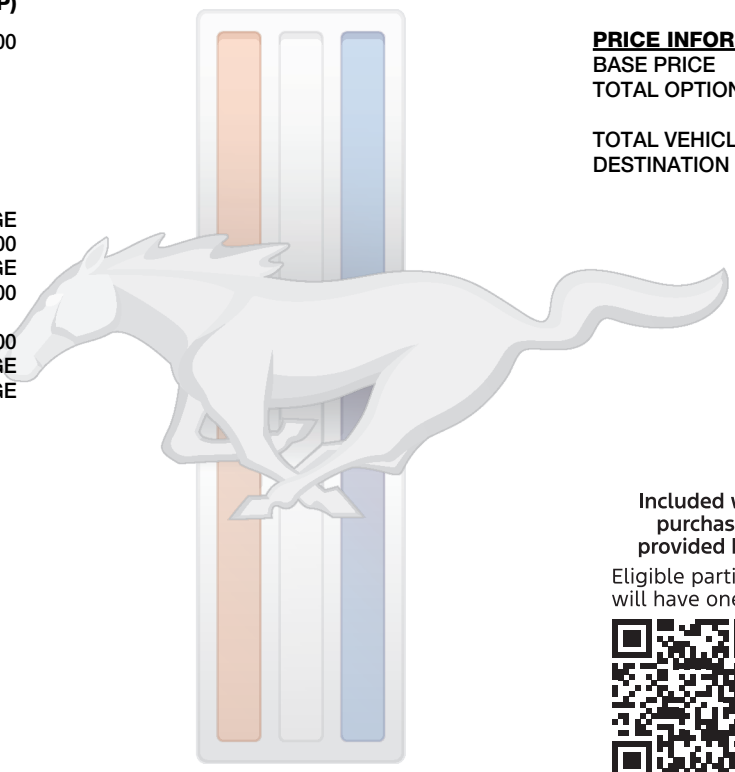 P)
00
GE
00
GE
00
00
GE
GE
PRICE INFOR
BASE PRICE
TOTAL OPTION
TOTAL VEHICL
DESTINATION
Included
purchas
provided
Eligible parti
will have one